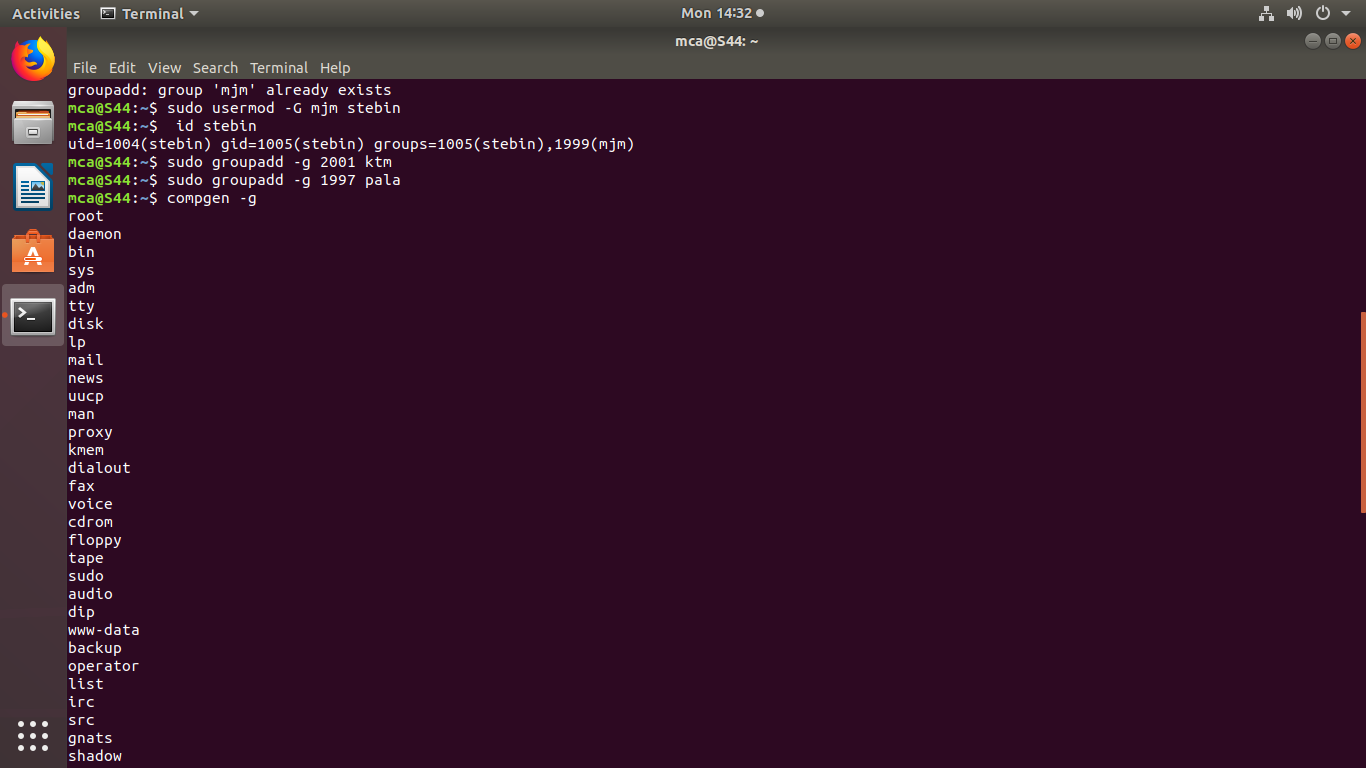 Activities Terminal Mon 14:32
mca@S44: ~
File Edit View Search Terminal Help
groupadd: group 'mjm' already exists
mca@S44:~$ sudo usermod -G mjm stebin
mca@S44:~$  id stebin
uid=1004(stebin) gid=1005(stebin) groups=1005(stebin),1999(mjm)
mca@S44:~$ sudo groupadd -g 2001 ktm
mca@S44:~$ sudo groupadd -g 1997 pala
mca@S44:~$ compgen -g
root
daemon
bin
sys
adm
tty
disk
lp
mail
news
uucp
man
proxy
kmem
dialout
fax
voice
cdrom
floppy
tape
sudo
audio
dip
www-data
backup
operator
list
irc
src
gnats
shadow